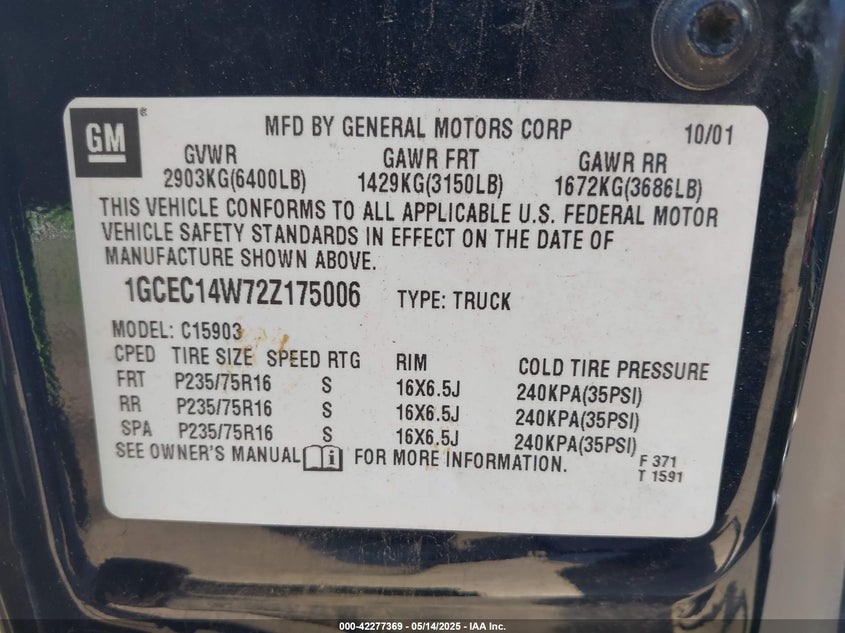 GM®
MFD BY GENERAL MOTORS CORP 10/01
GVWR GAWR FRT GAWR RR
2903KG(6400LB) 1429KG(3150LB) 1672KG(3686LB)
THIS VEHICLE CONFORMS TO ALL APPLICABLE U.S. FEDERAL MOTOR
VEHICLE SAFETY STANDARDS IN EFFECT ON THE DATE OF
MANUFACTURE SHOWN ABOVE.
1GCEC14W72Z175006 TYPE: TRUCK
MODEL: C15903
CPED TIRE SIZE SPEED RTG RIM COLD TIRE PRESSURE
FRT P235/75R16 S 16X6.5J 240KPA(35PSI)
RR P235/75R16 S 16X6.5J 240KPA(35PSI)
SPA P235/75R16 S 16X6.5J 240KPA(35PSI)
SEE OWNER'S MANUAL i FOR MORE INFORMATION.
F 371
T 1591
000-42277369 - 05/14/2025 - IAA Inc.